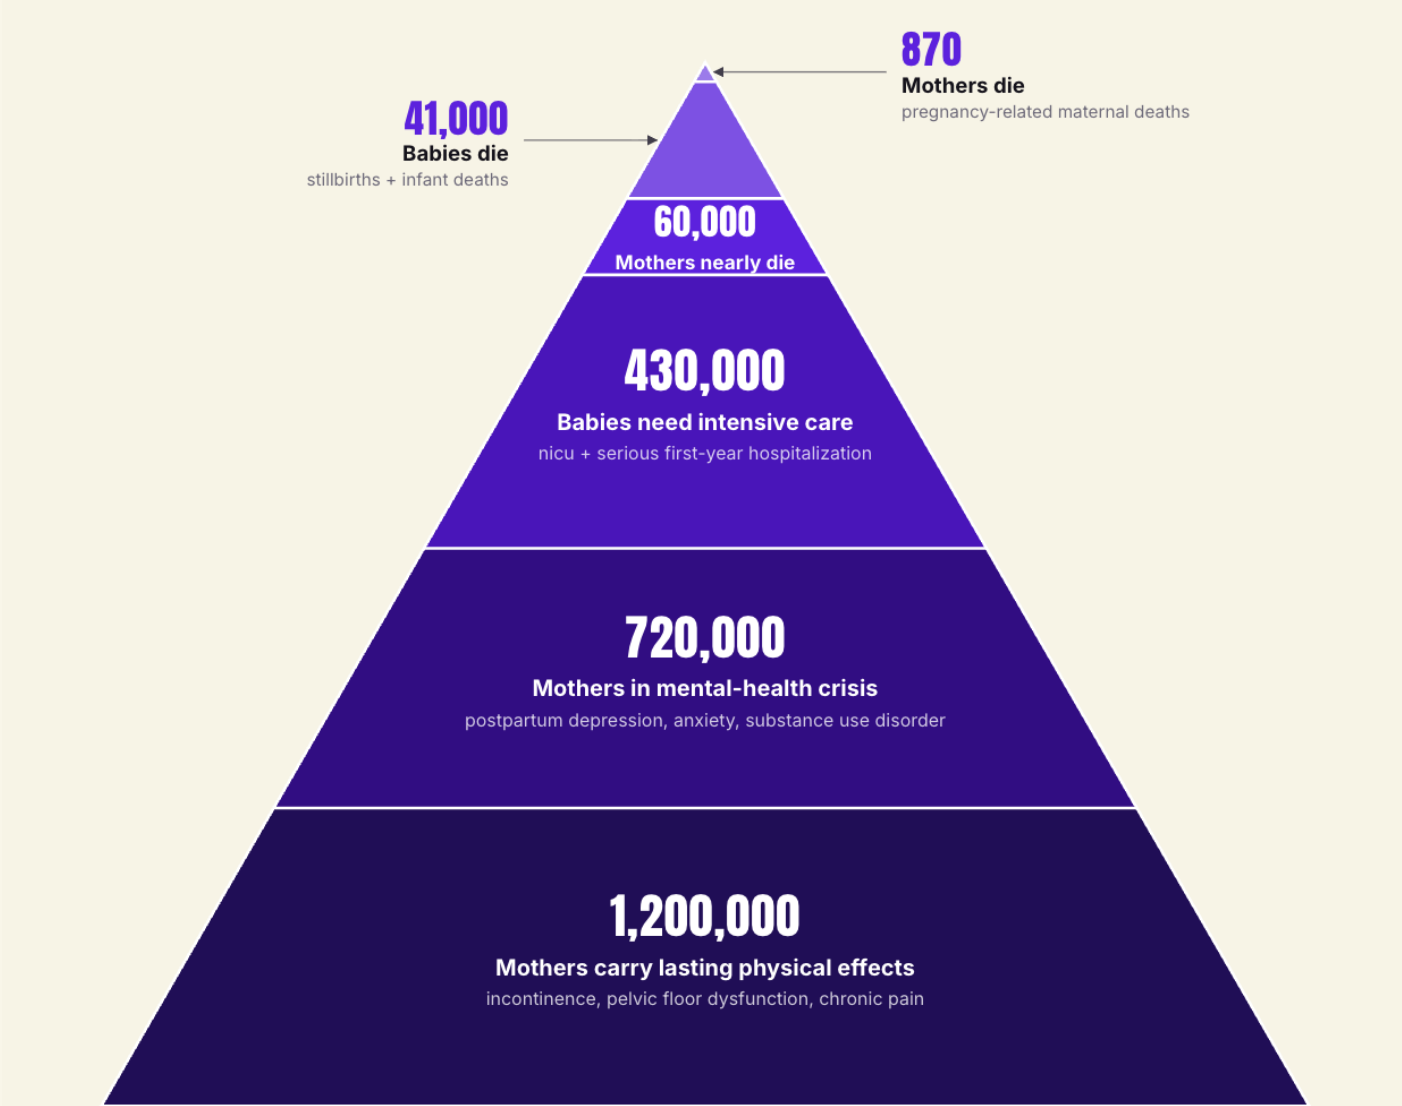 870
Mothers die
pregnancy-related maternal deaths
41,000
Babies die
stillbirths + infant deaths
60,000
Mothers nearly die
430,000
Babies need intensive care
nicu + serious first-year hospitalization
720,000
Mothers in mental-health crisis
postpartum depression, anxiety, substance use disorder
1,200,000
Mothers carry lasting physical effects
incontinence, pelvic floor dysfunction, chronic pain